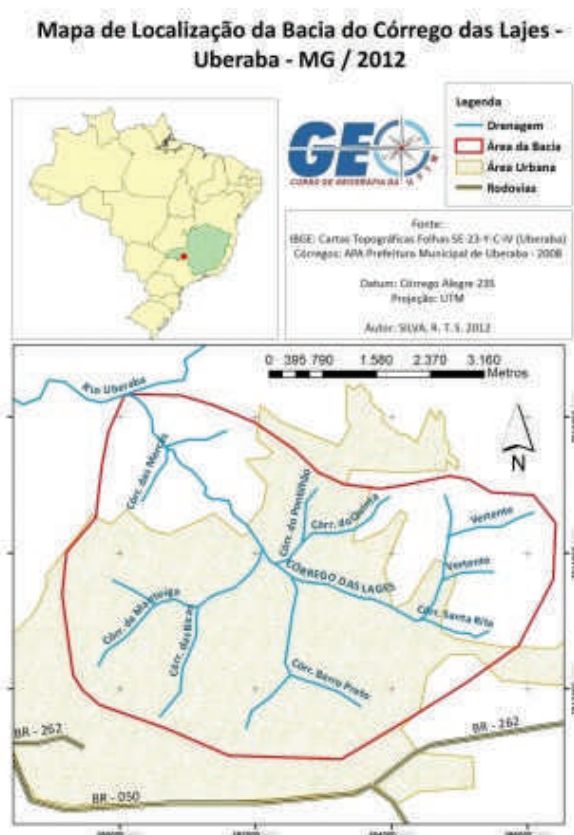 Mapa de Localização da Bacia do Córrego das Lajes -
Uberaba - MG / 2012
GEO
CURSO DE GEOGRAFIA DA UFTM
Legenda
Drenagem
Área da Bacia
Área Urbana
Rodovias
Fonte:
IBGE: Cartas Topográficas Folhas SE-23-Y-C-IV (Uberaba)
Córregos: APA Prefeitura Municipal de Uberaba - 2008
Datum: Córrego Alegre 23S
Projeção: UTM
Autor: SILVA, R. T. S. 2012
0 395 790 1.580 2.370 3.160
Metros
N
Rio Uberaba
Córr. das
Córr. do Pontilhão
Córr. do Quinta
Vertente
Vertente
CÓRREGO DAS LAGES
Córr. Santa Rita
Córr. da Manteiga
Córr. das Bicas
Córr. Barro Preto
BR - 262
BR - 262
BR - 050